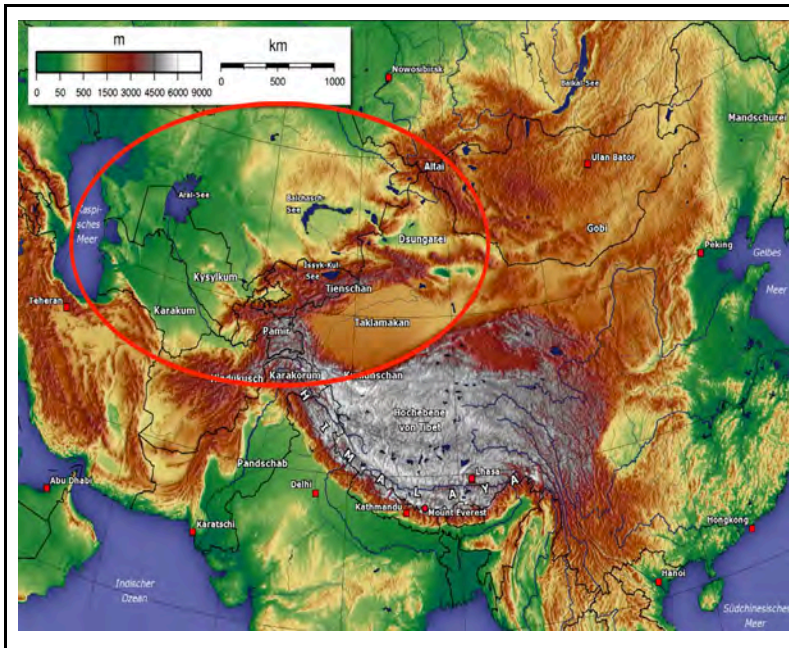 m
km
0 50 500 1500 3000 4500 6000 9000
0 500 1000
Nowosibirsk
Baikal-See
Mandschurei
Altai
Ulan Bator
Kaspi-
sches
Meer
Aral-See
Balchasch-
See
Dsungarei
Gobi
Peking
Gelbes
Meer
Kysylkum
Issyk-Kul-
See
Tienschan
Teheran
Karakum
Taklamakan
Pamir
Hindukusch
Karakorum
Kunlunschan
Hochebene
von Tibet
HIMALAYA
Pandschab
Lhasa
Abu Dhabi
Delhi
Kathmandu
Mount Everest
Karatschi
Hongkong
Indischer
Ozean
Hanoi
Südchinesisches
Meer